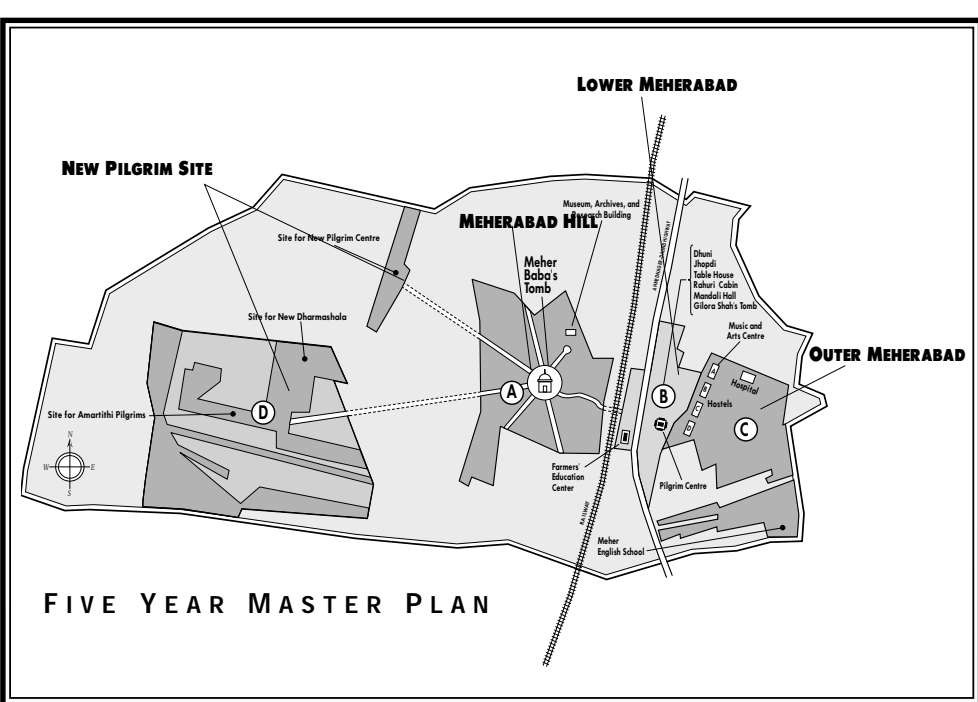 LOWER MEHERABAD
NEW PILGRIM SITE
Museum, Archives, and
Research Building
MEHERABAD HILL
Site for New Pilgrim Centre
AHMEDNAGAR-DAUND HIGHWAY
Meher
Baba's
Tomb
Dhuni
Jhopdi
Table House
Rahuri Cabin
Mandali Hall
Gilora Shah's Tomb
Site for New Dharmashala
Music and
Arts Centre
OUTER MEHERABAD
A
Hospital
B
Hostels
C
D
A
B
C
D
Site for Amartithi Pilgrims
N
W
E
S
Farmers'
Education
Center
Pilgrim Centre
RAILWAY
Meher
English School
FIVE YEAR MASTER PLAN